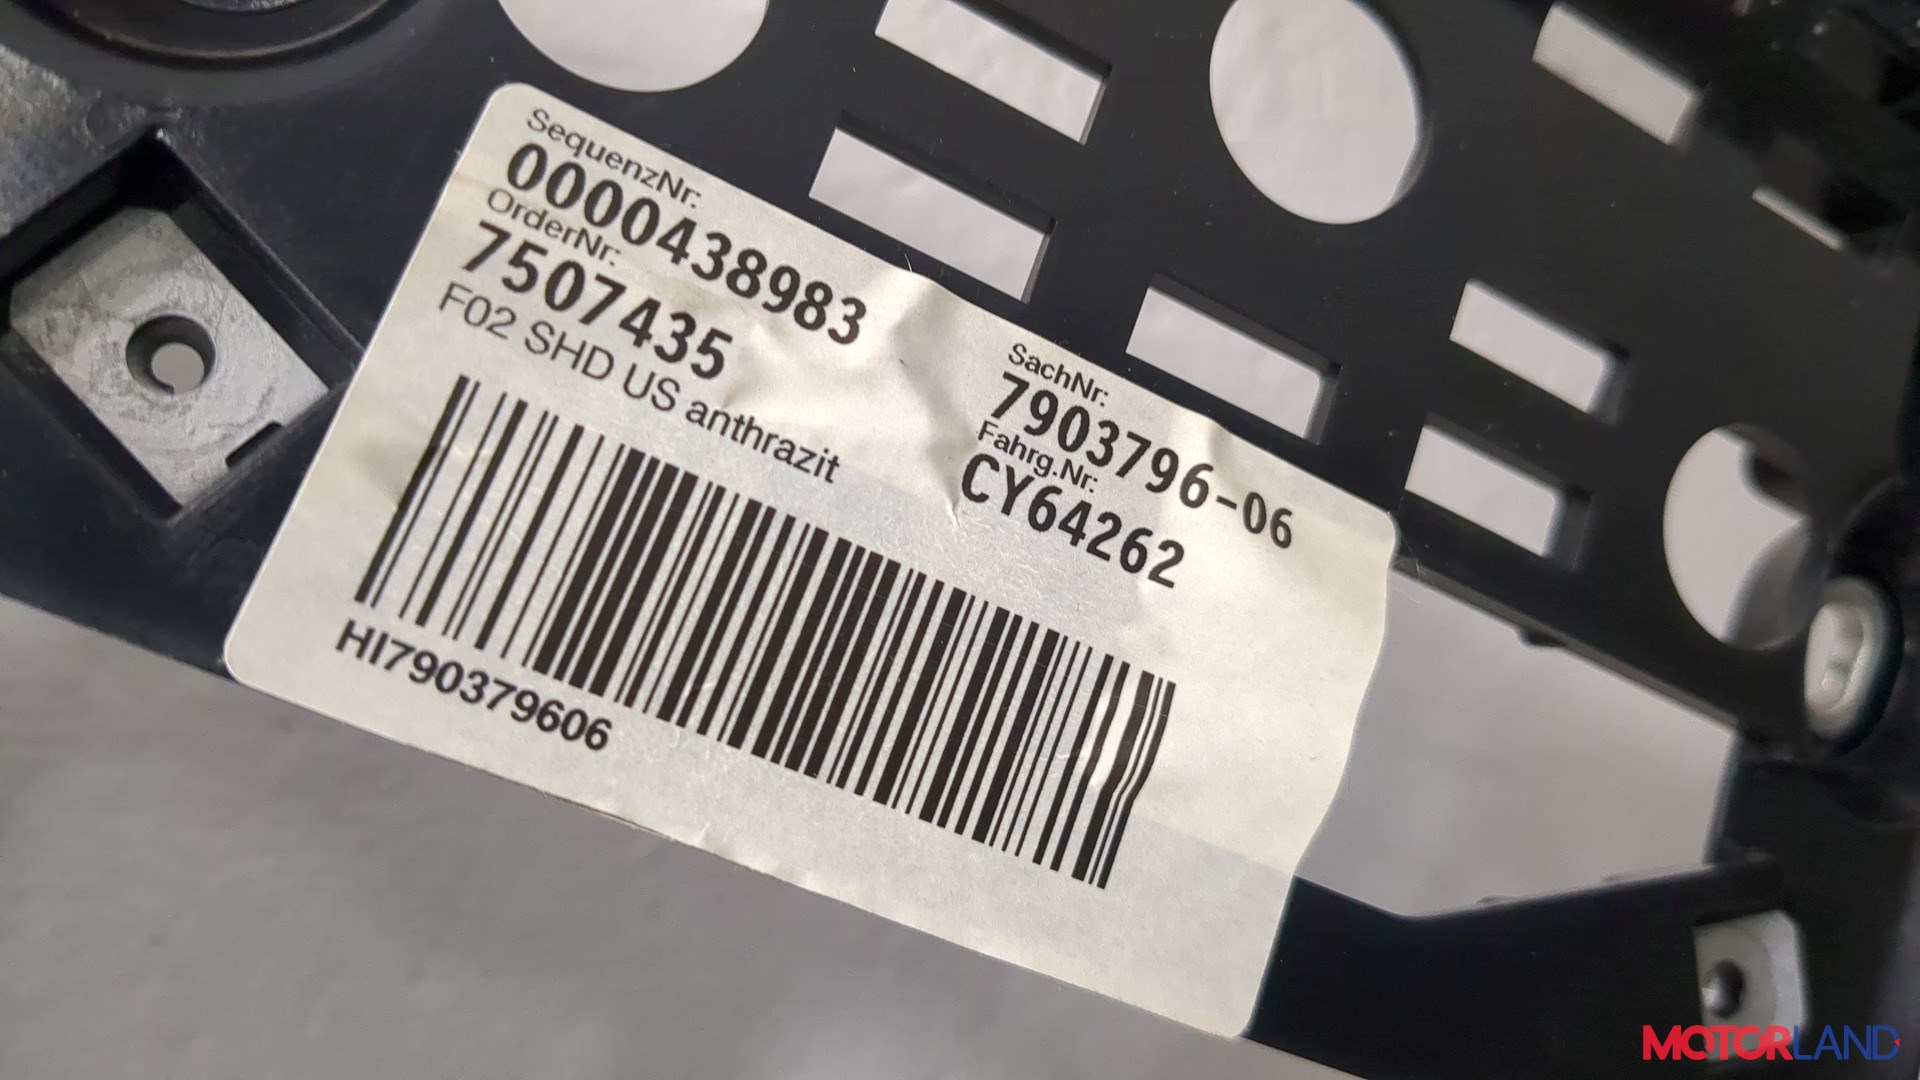 SequenzNr:
0000438983
OrderNr:
7507435
F02 SHD US anthrazit
SachNr:
7903796-06
Fahrg.Nr:
CY64262
HI790379606
MOTORLAND